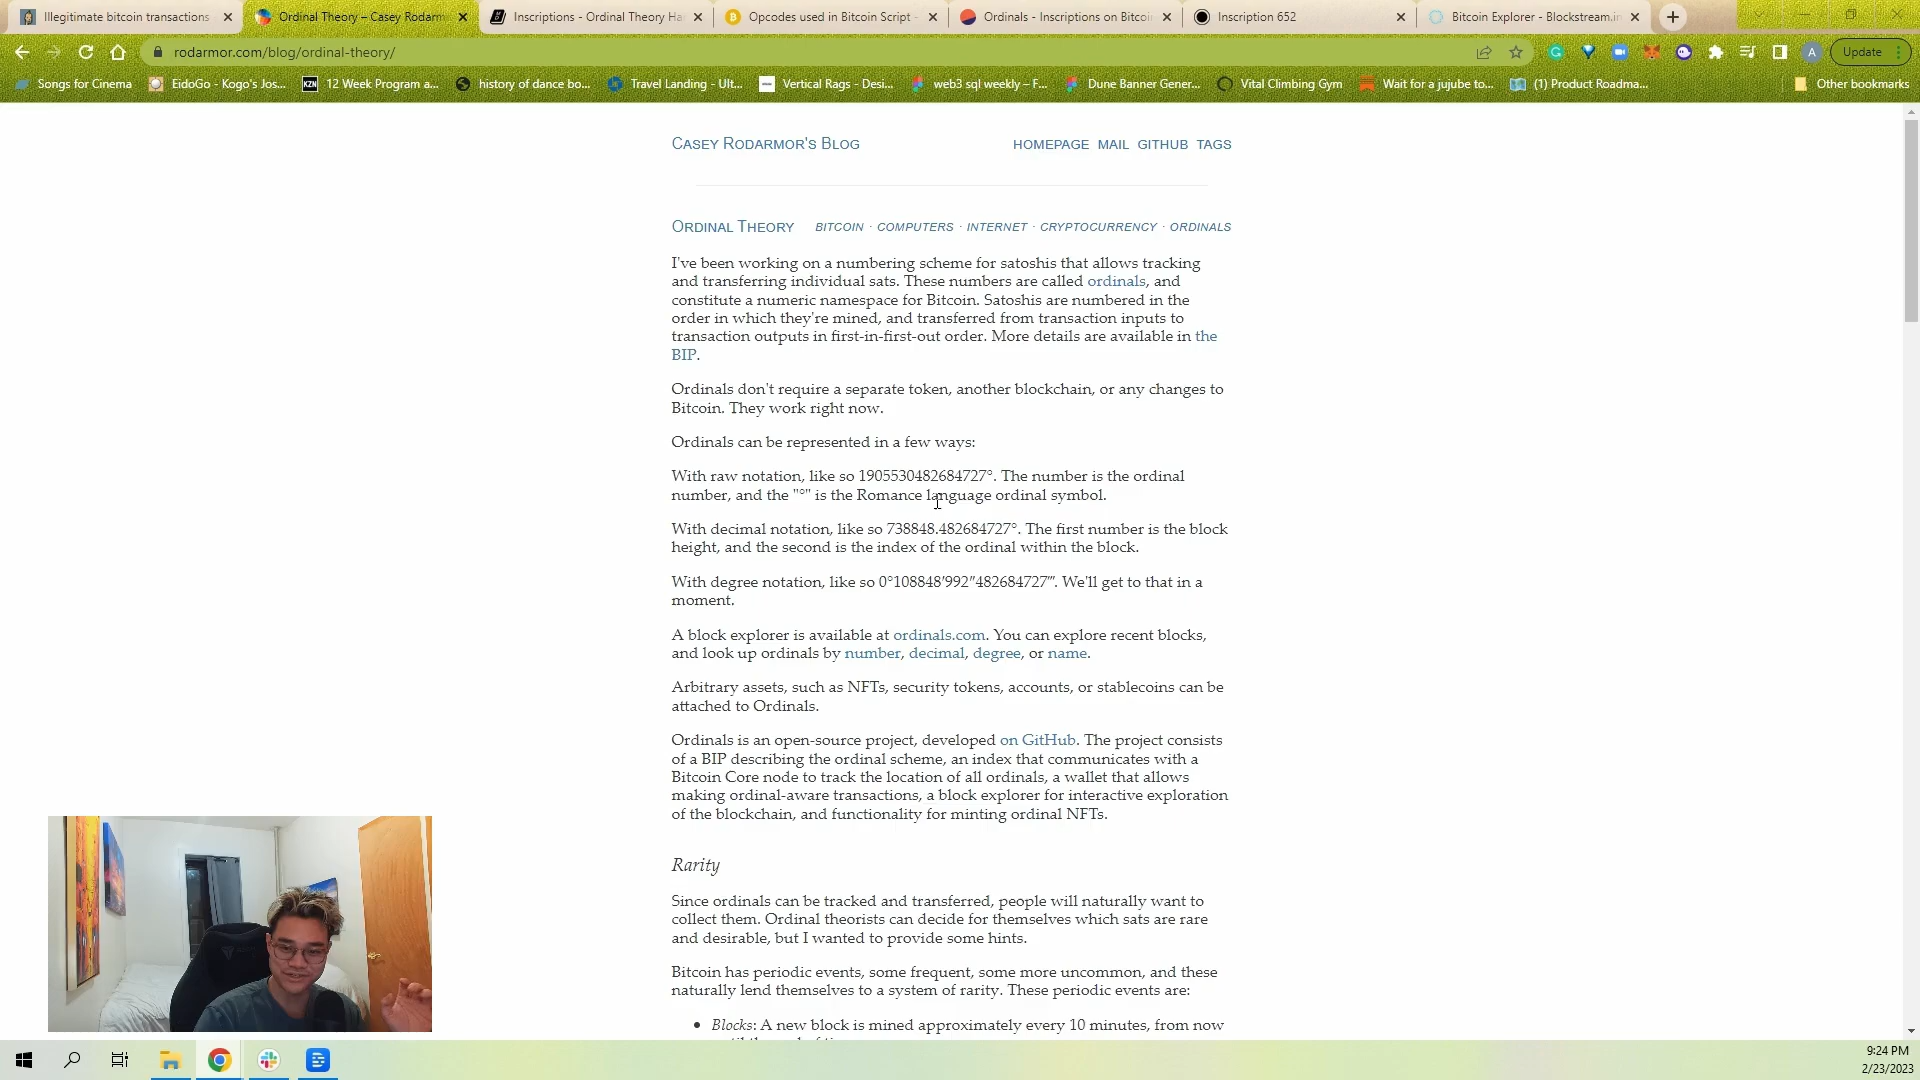 Illegitimate bitcoin transactions
Ordinal Theory – Casey Rodarm
Inscriptions - Ordinal Theory Ha
Opcodes used in Bitcoin Script -
Ordinals - Inscriptions on Bitcoi
Inscription 652
Bitcoin Explorer - Blockstream.in
rodarmor.com/blog/ordinal-theory/
A
Update
Songs for Cinema
EidoGo - Kogo's Jos...
KZN
12 Week Program a...
history of dance bo...
Travel Landing - Ult...
Vertical Rags - Desi...
web3 sql weekly – F...
Dune Banner Gener...
Vital Climbing Gym
Wait for a jujube to...
(1) Product Roadma...
Other bookmarks
CASEY RODARMOR'S BLOG
HOMEPAGE MAIL GITHUB TAGS
ORDINAL THEORY
BITCOIN · COMPUTERS · INTERNET · CRYPTOCURRENCY · ORDINALS
I've been working on a numbering scheme for satoshis that allows tracking
and transferring individual sats. These numbers are called ordinals, and
constitute a numeric namespace for Bitcoin. Satoshis are numbered in the
order in which they're mined, and transferred from transaction inputs to
transaction outputs in first-in-first-out order. More details are available in the
BIP.
Ordinals don't require a separate token, another blockchain, or any changes to
Bitcoin. They work right now.
Ordinals can be represented in a few ways:
With raw notation, like so 1905530482684727°. The number is the ordinal
number, and the "°" is the Romance language ordinal symbol.
With decimal notation, like so 738848.482684727°. The first number is the block
height, and the second is the index of the ordinal within the block.
With degree notation, like so 0°108848′992″482684727‴. We'll get to that in a
moment.
A block explorer is available at ordinals.com. You can explore recent blocks,
and look up ordinals by number, decimal, degree, or name.
Arbitrary assets, such as NFTs, security tokens, accounts, or stablecoins can be
attached to Ordinals.
Ordinals is an open-source project, developed on GitHub. The project consists
of a BIP describing the ordinal scheme, an index that communicates with a
Bitcoin Core node to track the location of all ordinals, a wallet that allows
making ordinal-aware transactions, a block explorer for interactive exploration
of the blockchain, and functionality for minting ordinal NFTs.
Rarity
Since ordinals can be tracked and transferred, people will naturally want to
collect them. Ordinal theorists can decide for themselves which sats are rare
and desirable, but I wanted to provide some hints.
Bitcoin has periodic events, some frequent, some more uncommon, and these
naturally lend themselves to a system of rarity. These periodic events are:
• Blocks: A new block is mined approximately every 10 minutes, from now
9:24 PM
2/23/2023